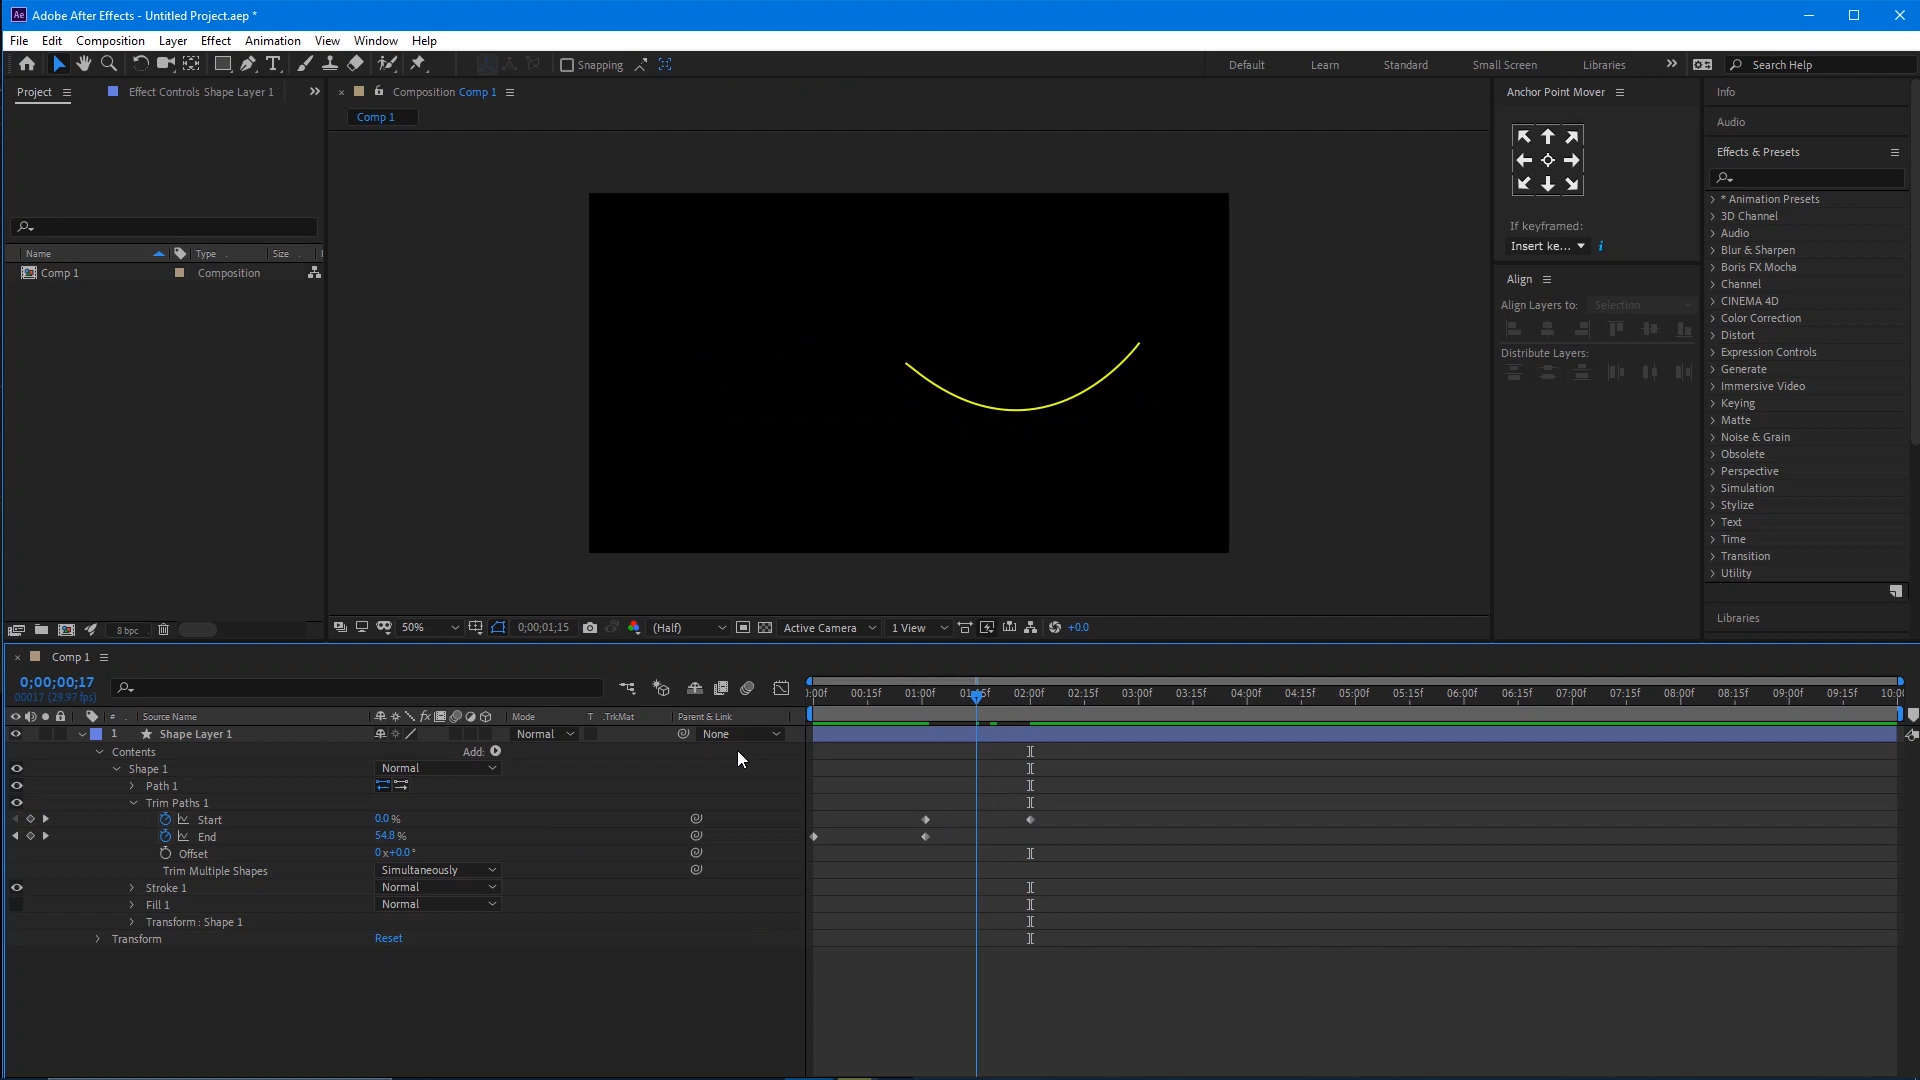 Adobe After Effects - Untitled Project.aep *
File Edit Composition Layer Effect Animation View Window Help
Snapping
Default Learn Standard Small Screen Libraries » Search Help
Project Effect Controls Shape Layer 1 »
Composition Comp 1
Comp 1
Anchor Point Mover
If keyframed:
Insert ke...
Align
Align Layers to: Selection
Distribute Layers:
Info
Audio
Effects & Presets
* Animation Presets
3D Channel
Audio
Blur & Sharpen
Boris FX Mocha
Channel
CINEMA 4D
Color Correction
Distort
Expression Controls
Generate
Immersive Video
Keying
Matte
Noise & Grain
Obsolete
Perspective
Simulation
Stylize
Text
Time
Transition
Utility
Libraries
Name Type Size
Comp 1 Composition
8 bpc
50% 0;00;01;15 (Half) Active Camera 1 View +0.0
Comp 1
0;00;00;17
00017 (29.97 fps)
:00f 00:15f 01:00f 01:15f 02:00f 02:15f 03:00f 03:15f 04:00f 04:15f 05:00f 05:15f 06:00f 06:15f 07:00f 07:15f 08:00f 08:15f 09:00f 09:15f 10:00
# Source Name Mode T .TrkMat Parent & Link
1 Shape Layer 1 Normal None
Contents Add:
Shape 1 Normal
Path 1
Trim Paths 1
Start 0.0 %
End 54.8 %
Offset 0x+0.0°
Trim Multiple Shapes Simultaneously
Stroke 1 Normal
Fill 1 Normal
Transform : Shape 1
Transform Reset